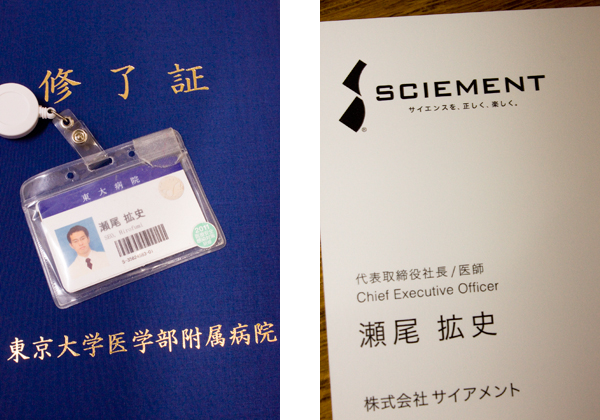 修了証
東大病院
瀬尾 拡史
東京大学医学部附属病院
SCIEMENT
サイエンスを、正しく、楽しく。
®
代表取締役社長/医師
Chief Executive Officer
瀬尾 拡史
株式会社 サイアメント